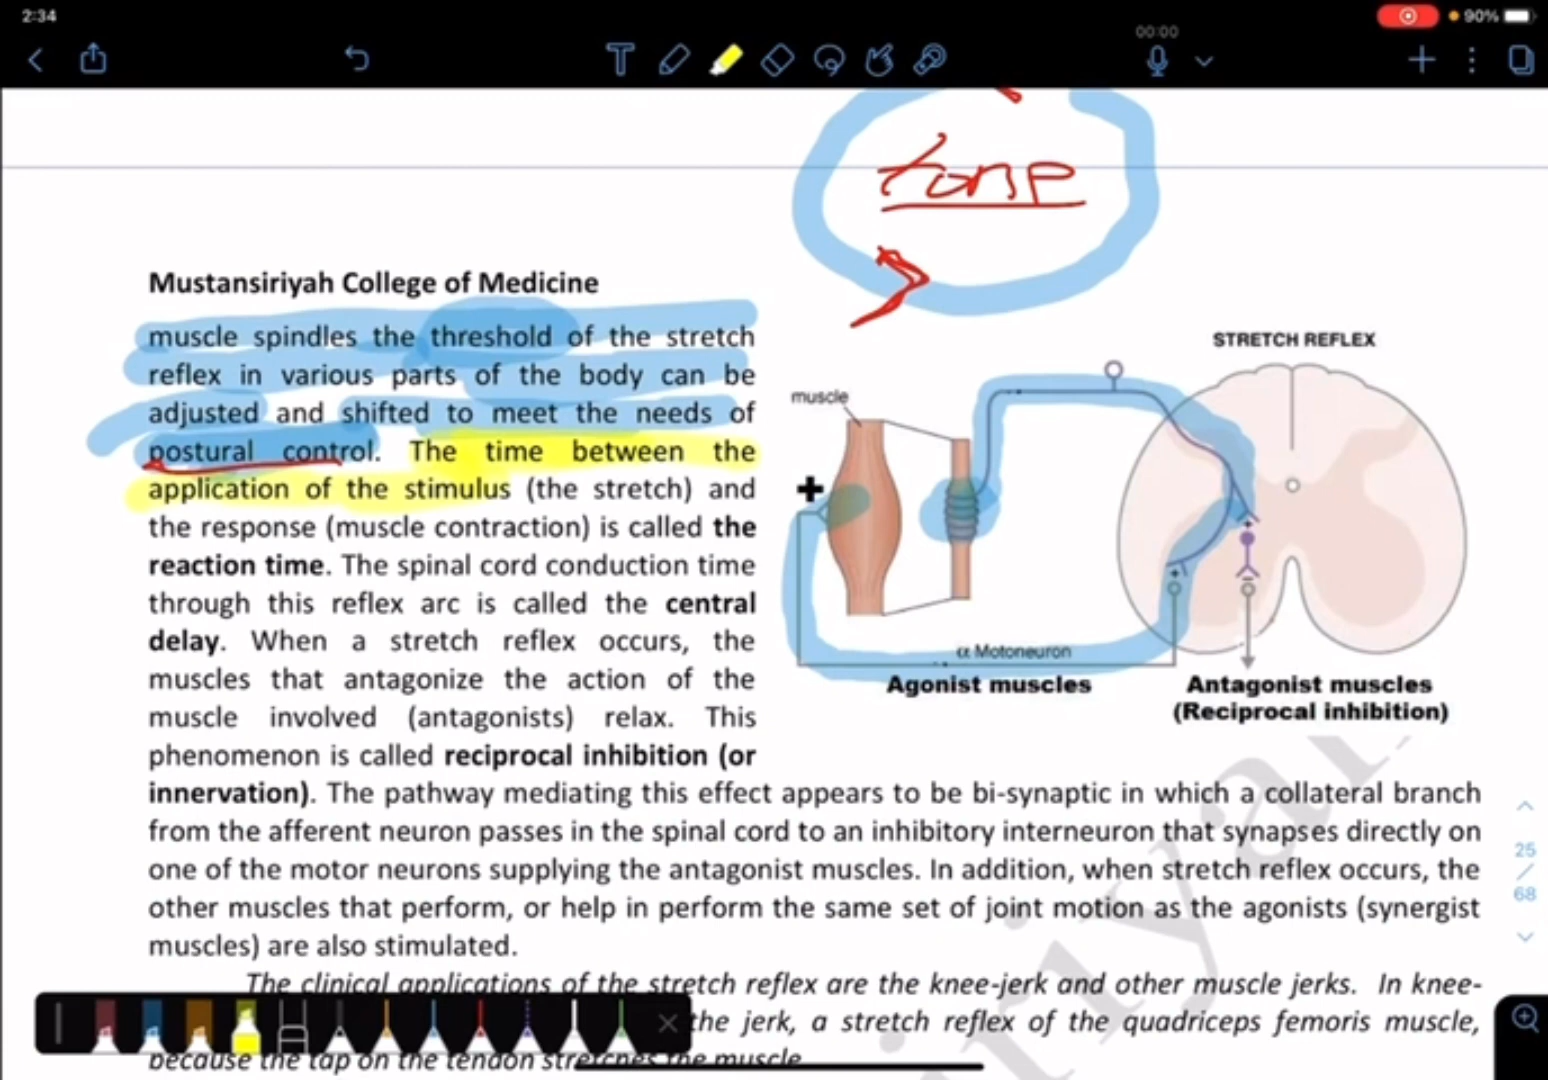 2:34
90%
00:00
tone
Mustansiriyah College of Medicine
muscle spindles the threshold of the stretch
reflex in various parts of the body can be
adjusted and shifted to meet the needs of
postural control. The time between the
application of the stimulus (the stretch) and
the response (muscle contraction) is called the
reaction time. The spinal cord conduction time
through this reflex arc is called the central
delay. When a stretch reflex occurs, the
muscles that antagonize the action of the
muscle involved (antagonists) relax. This
phenomenon is called reciprocal inhibition (or
innervation). The pathway mediating this effect appears to be bi-synaptic in which a collateral branch
from the afferent neuron passes in the spinal cord to an inhibitory interneuron that synapses directly on
one of the motor neurons supplying the antagonist muscles. In addition, when stretch reflex occurs, the
other muscles that perform, or help in perform the same set of joint motion as the agonists (synergist
muscles) are also stimulated.
The clinical applications of the stretch reflex are the knee-jerk and other muscle jerks. In knee-
the jerk, a stretch reflex of the quadriceps femoris muscle,
because the tap on the tendon stretches the muscle
STRETCH REFLEX
muscle
+
α Motoneuron
Agonist muscles
Antagonist muscles
(Reciprocal inhibition)
25
/
68